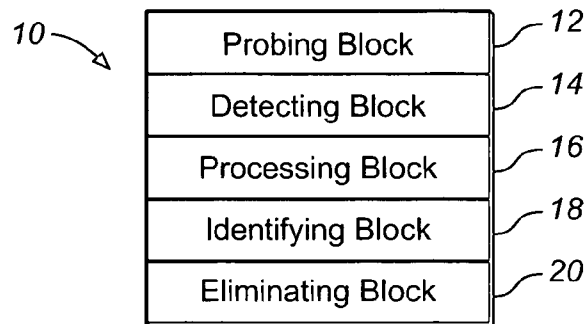 10
Probing Block 12
Detecting Block 14
Processing Block 16
Identifying Block 18
Eliminating Block 20